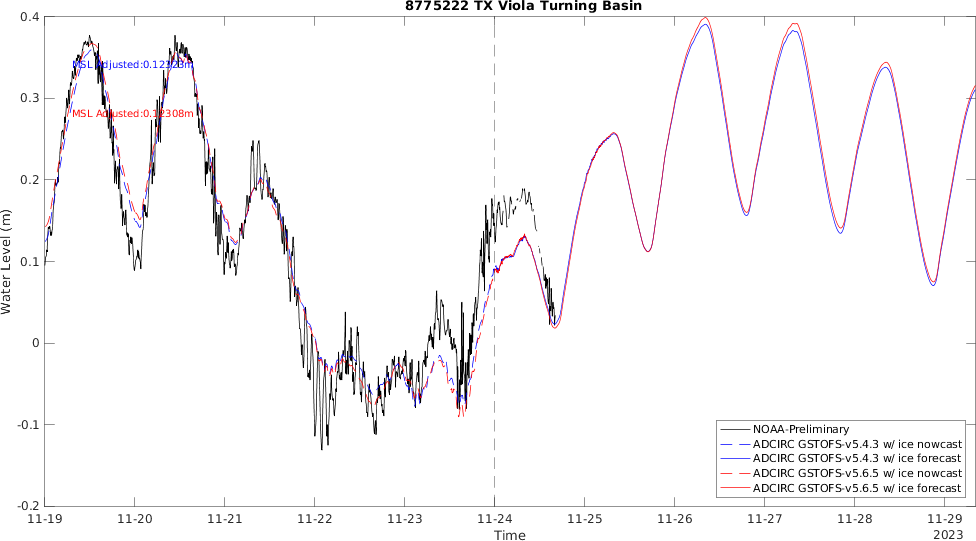 8775222 TX Viola Turning Basin
0.4
0.3
0.2
0.1
0
-0.1
-0.2
Water Level (m)
MSL Adjusted:0.12323m
MSL Adjusted:0.12308m
NOAA-Preliminary
ADCIRC GSTOFS-v5.4.3 w/ ice nowcast
ADCIRC GSTOFS-v5.4.3 w/ ice forecast
ADCIRC GSTOFS-v5.6.5 w/ ice nowcast
ADCIRC GSTOFS-v5.6.5 w/ ice forecast
11-19 11-20 11-21 11-22 11-23 11-24 11-25 11-26 11-27 11-28 11-29
Time
2023